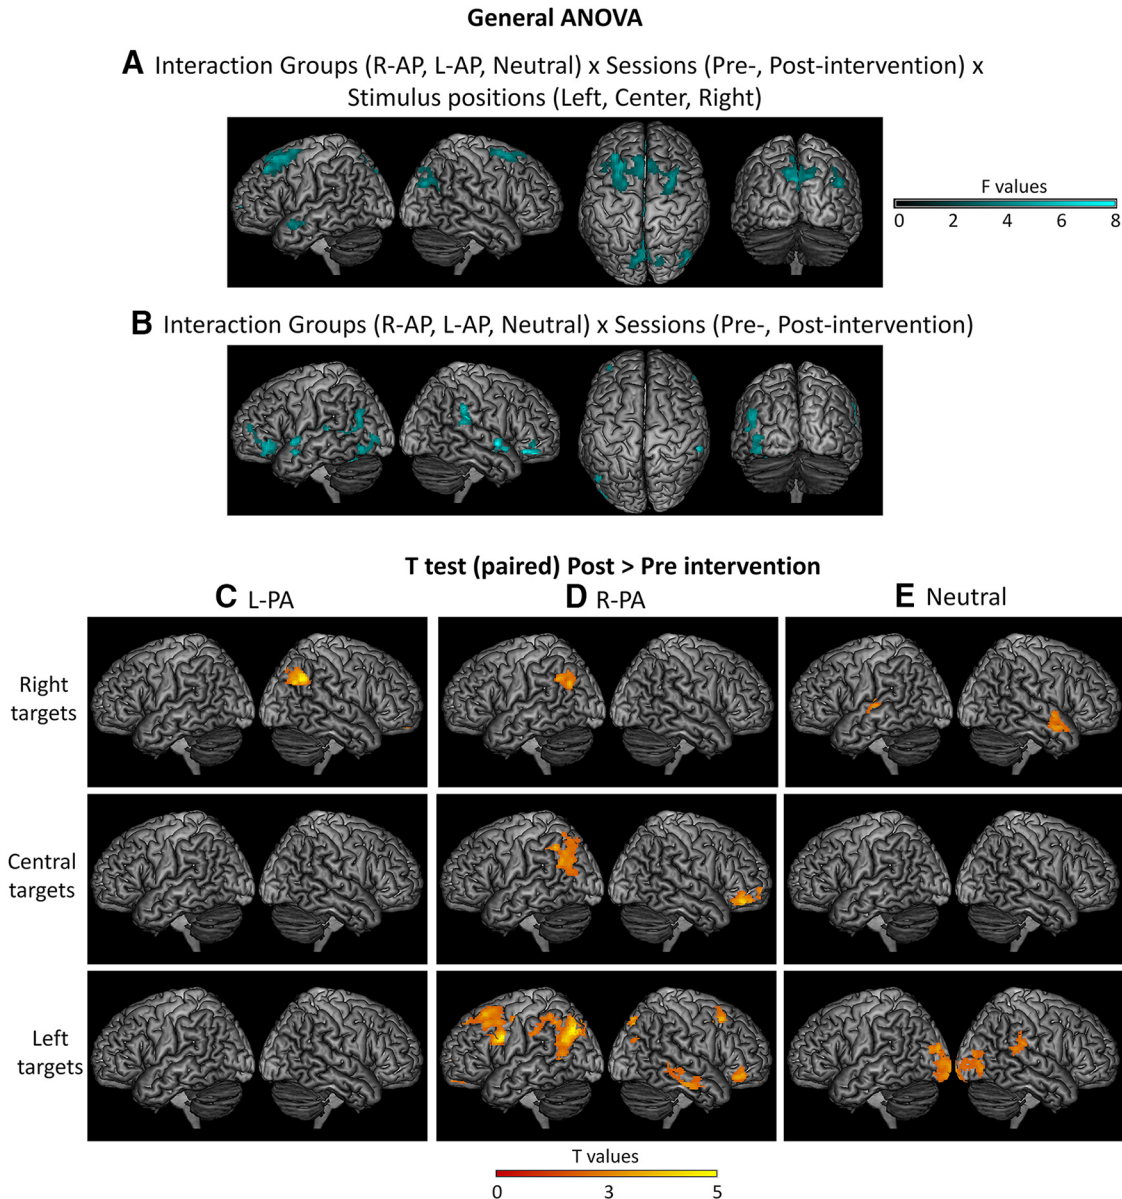 General ANOVA
A Interaction Groups (R-AP, L-AP, Neutral) x Sessions (Pre-, Post-intervention) x
Stimulus positions (Left, Center, Right)
F values
0 2 4 6 8
B Interaction Groups (R-AP, L-AP, Neutral) x Sessions (Pre-, Post-intervention)
T test (paired) Post > Pre intervention
C L-PA
D R-PA
E Neutral
Right
targets
Central
targets
Left
targets
T values
0 3 5